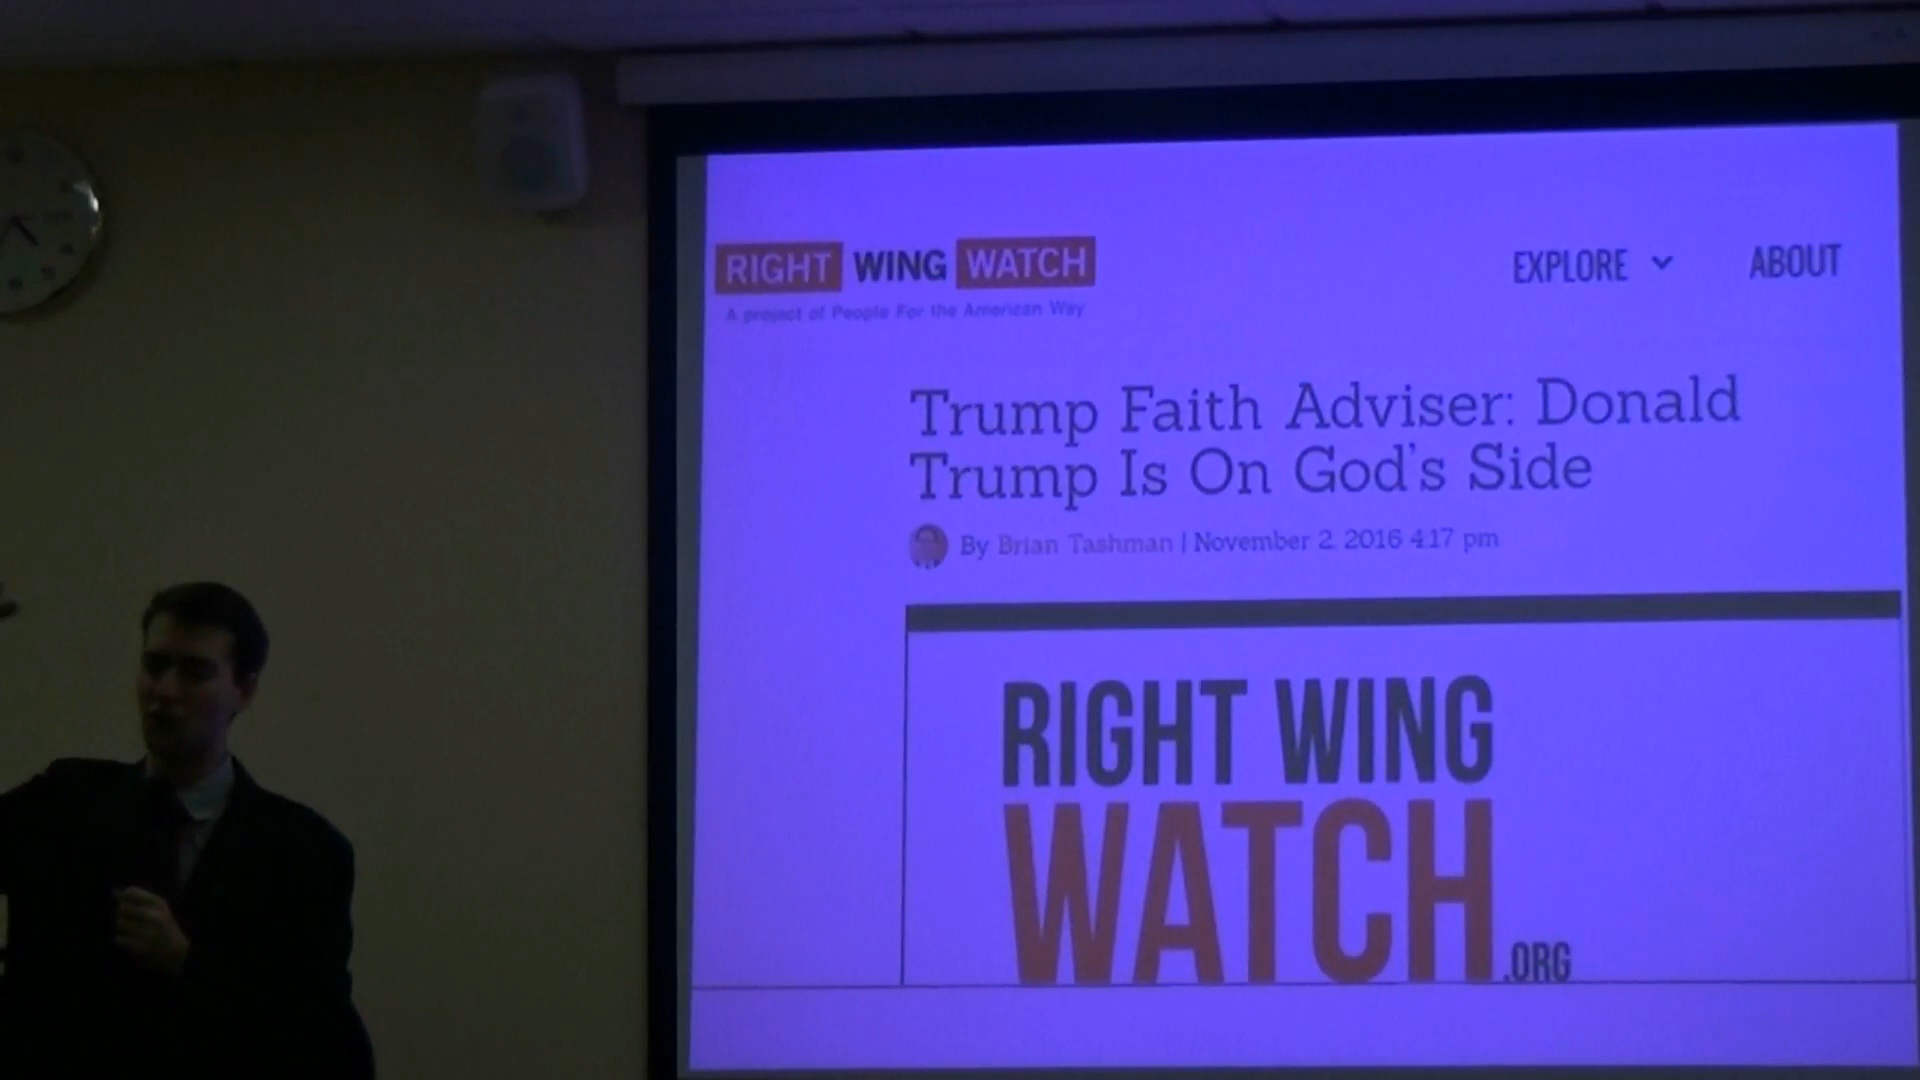 RIGHT WING WATCH
A project of People For the American Way
EXPLORE
ABOUT
Trump Faith Adviser: Donald
Trump Is On God's Side
By Brian Tashman | November 2, 2016 4:17 pm
RIGHT WING
WATCH
.ORG